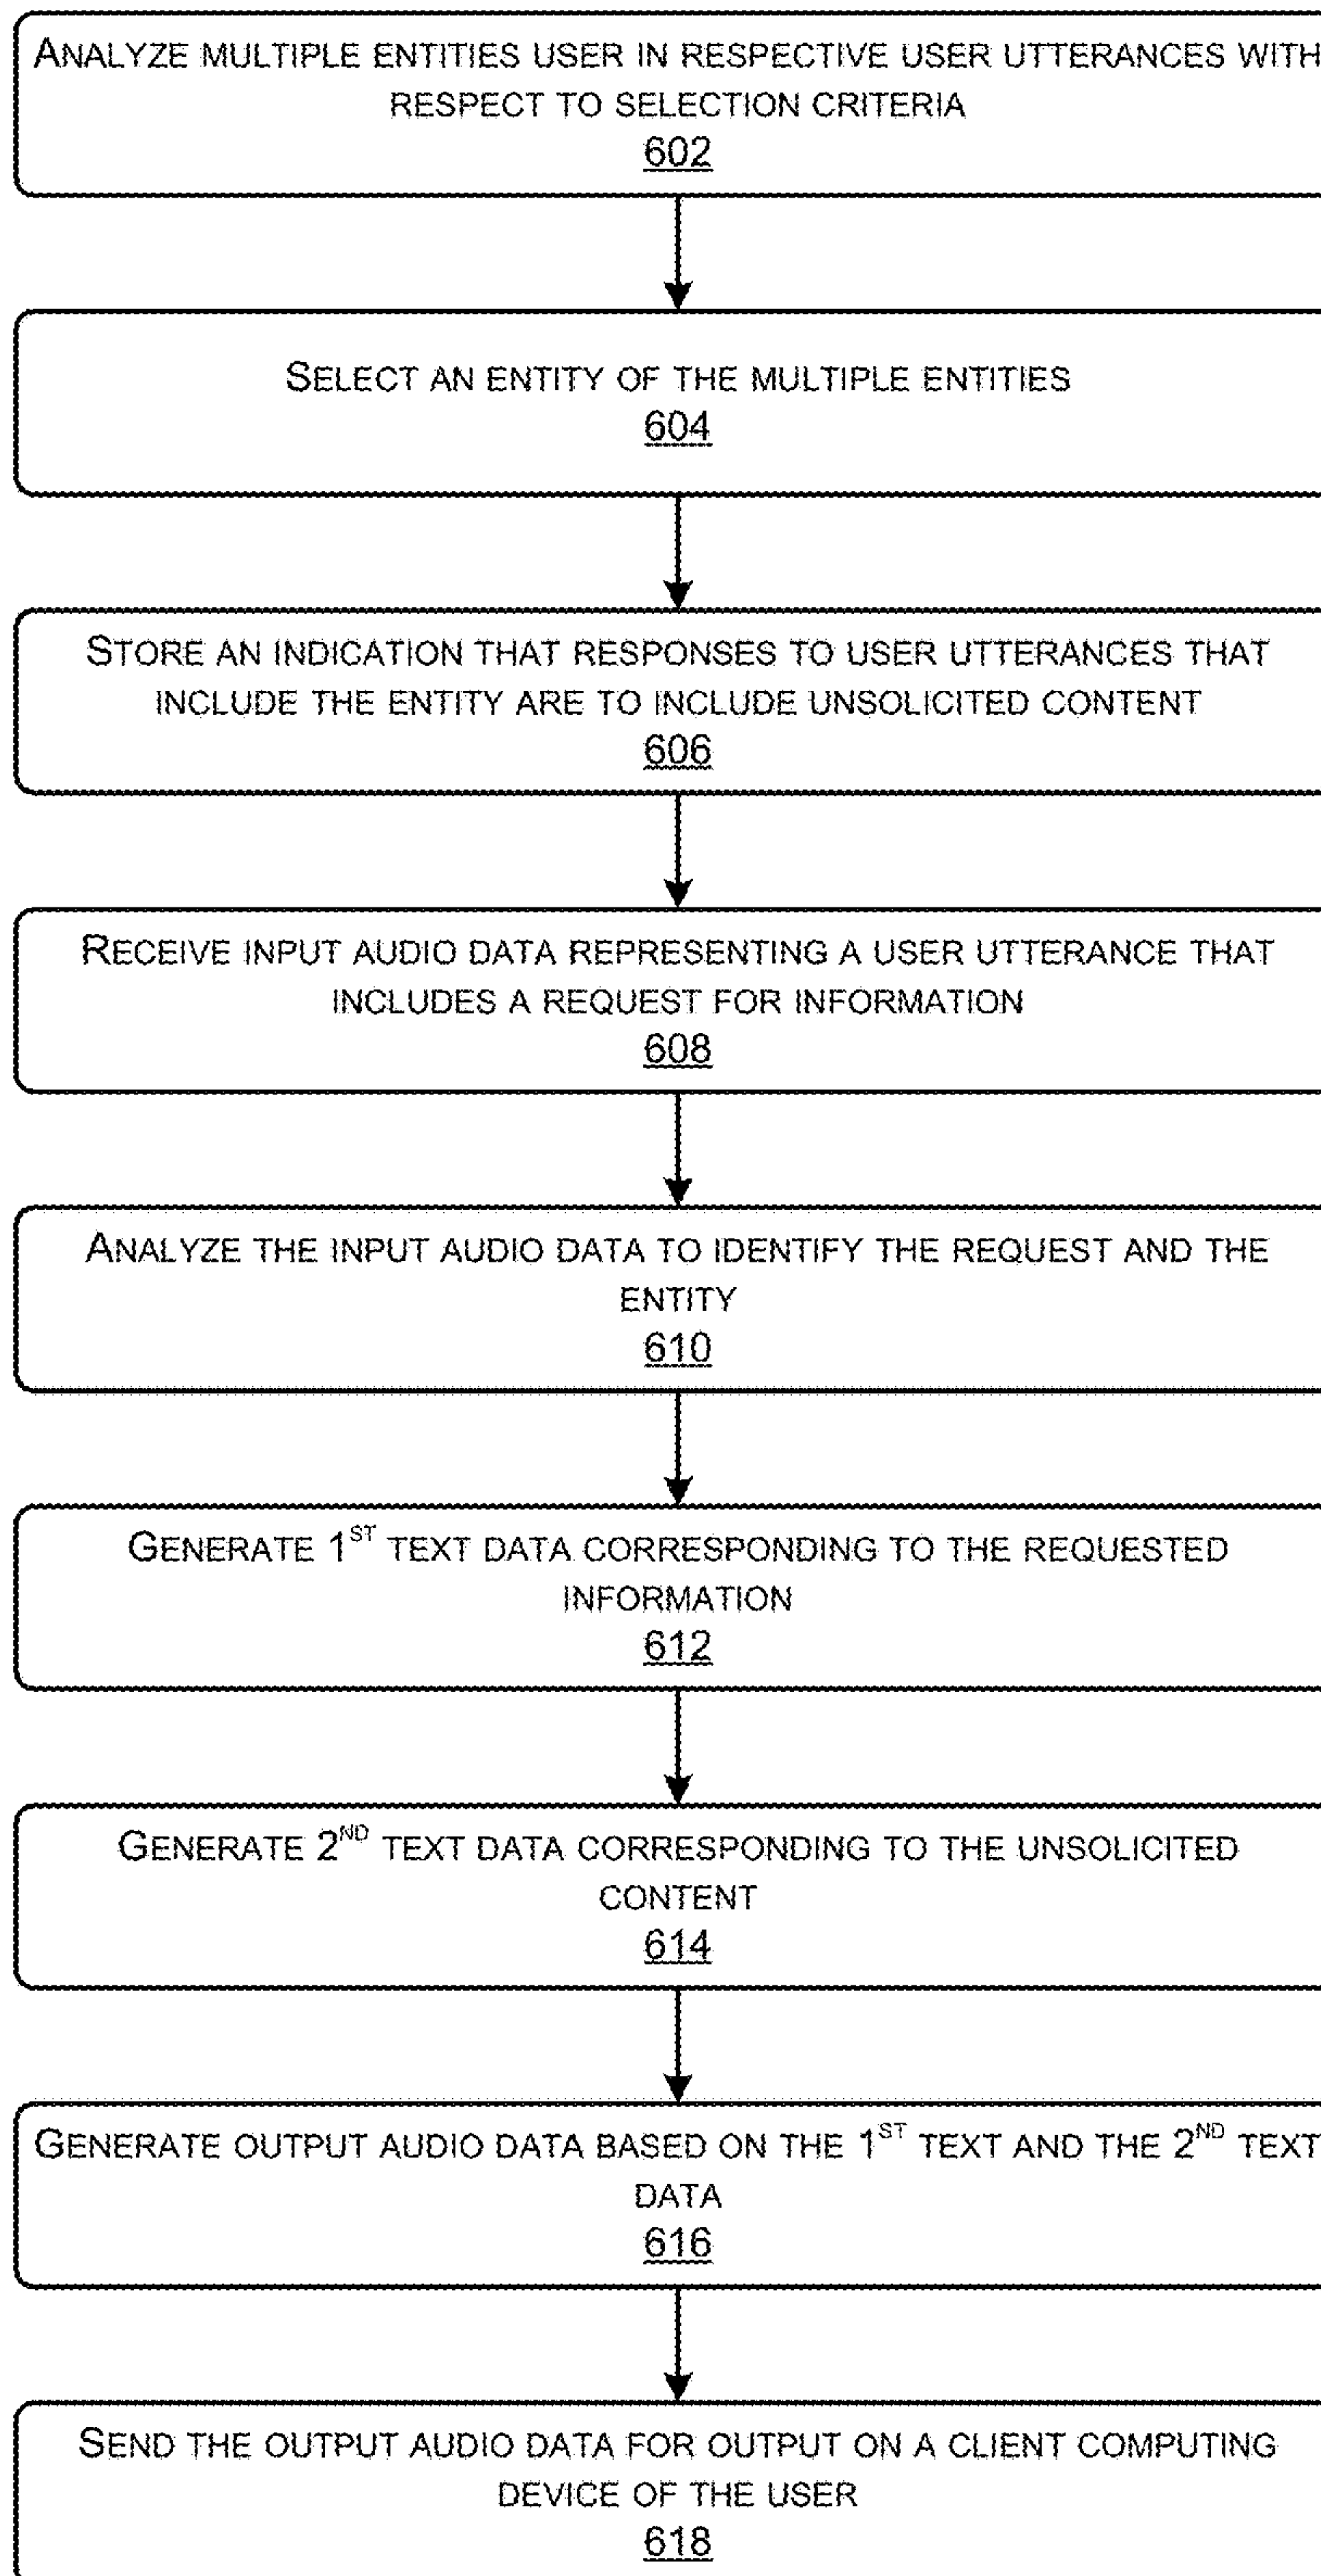 ANALYZE MULTIPLE ENTITIES USER IN RESPECTIVE USER UTTERANCES WITH
RESPECT TO SELECTION CRITERIA
602
SELECT AN ENTITY OF THE MULTIPLE ENTITIES
604
STORE AN INDICATION THAT RESPONSES TO USER UTTERANCES THAT
INCLUDE THE ENTITY ARE TO INCLUDE UNSOLICITED CONTENT
606
RECEIVE INPUT AUDIO DATA REPRESENTING A USER UTTERANCE THAT
INCLUDES A REQUEST FOR INFORMATION
608
ANALYZE THE INPUT AUDIO DATA TO IDENTIFY THE REQUEST AND THE
ENTITY
610
GENERATE 1ST TEXT DATA CORRESPONDING TO THE REQUESTED
INFORMATION
612
GENERATE 2ND TEXT DATA CORRESPONDING TO THE UNSOLICITED
CONTENT
614
GENERATE OUTPUT AUDIO DATA BASED ON THE 1ST TEXT AND THE 2ND TEXT
DATA
616
SEND THE OUTPUT AUDIO DATA FOR OUTPUT ON A CLIENT COMPUTING
DEVICE OF THE USER
618